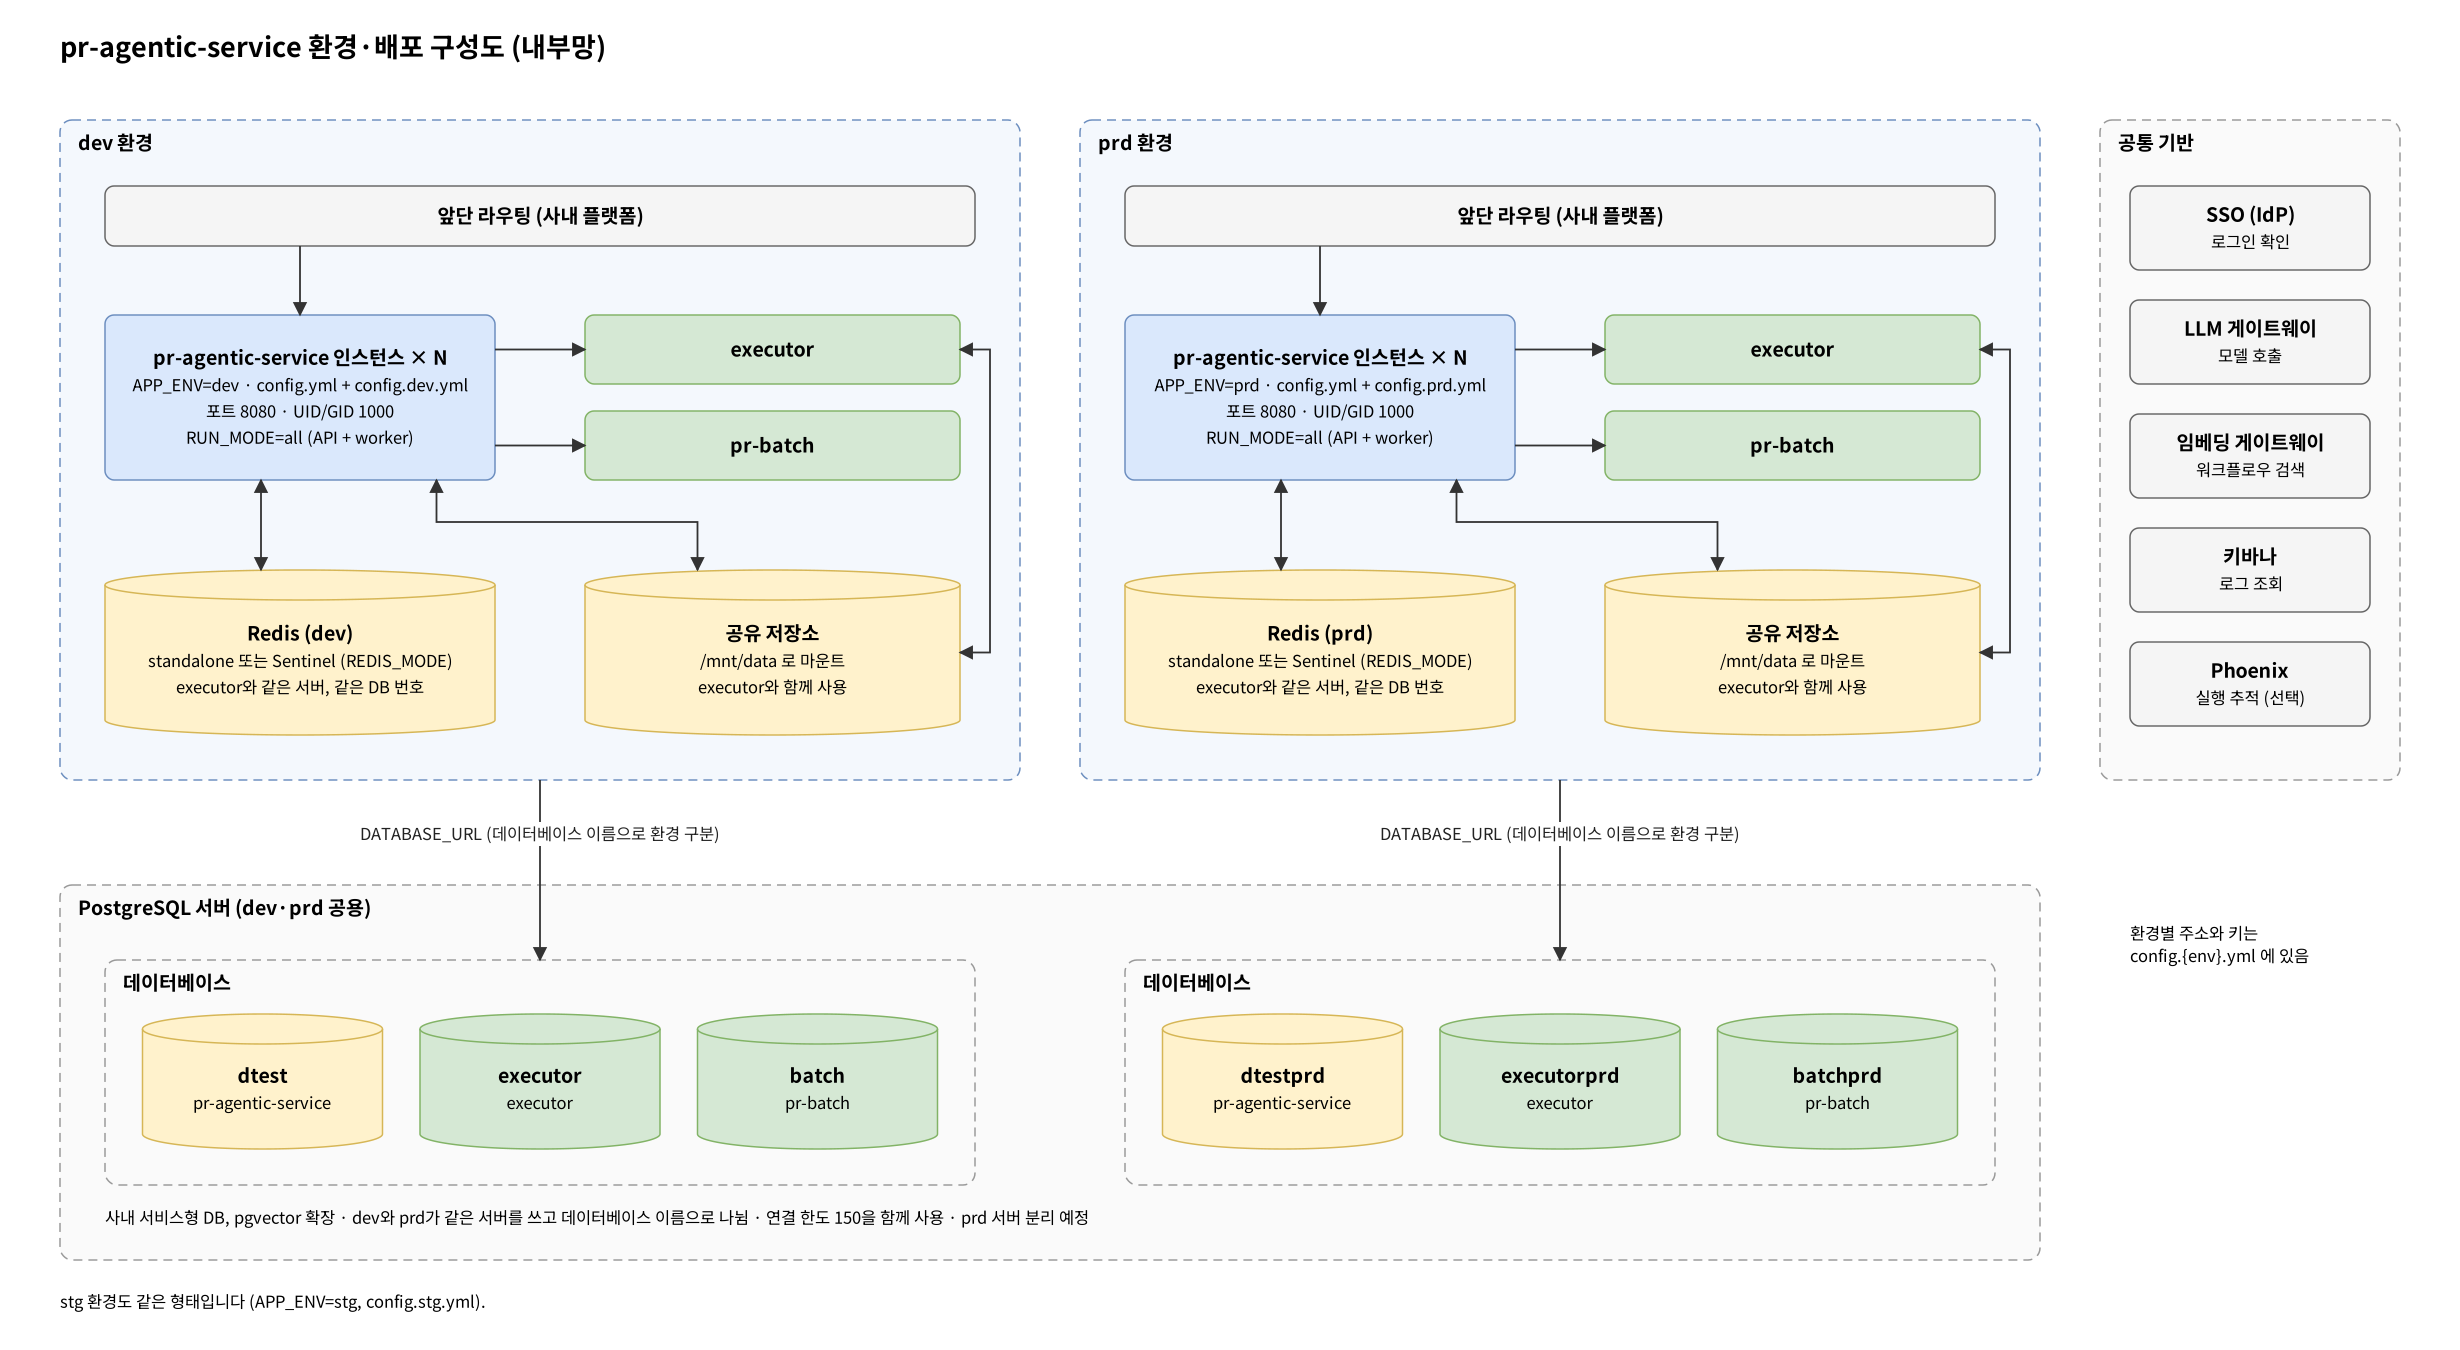 pr-agentic-service 환경·배포 구성도 (내부망)
dev 환경
앞단 라우팅 (사내 플랫폼)
pr-agentic-service 인스턴스 × N
APP_ENV=dev · config.yml + config.dev.yml
포트 8080 · UID/GID 1000
RUN_MODE=all (API + worker)
executor
pr-batch
Redis (dev)
standalone 또는 Sentinel (REDIS_MODE)
executor와 같은 서버, 같은 DB 번호
공유 저장소
/mnt/data 로 마운트
executor와 함께 사용
prd 환경
앞단 라우팅 (사내 플랫폼)
pr-agentic-service 인스턴스 × N
APP_ENV=prd · config.yml + config.prd.yml
포트 8080 · UID/GID 1000
RUN_MODE=all (API + worker)
executor
pr-batch
Redis (prd)
standalone 또는 Sentinel (REDIS_MODE)
executor와 같은 서버, 같은 DB 번호
공유 저장소
/mnt/data 로 마운트
executor와 함께 사용
공통 기반
SSO (IdP)
로그인 확인
LLM 게이트웨이
모델 호출
임베딩 게이트웨이
워크플로우 검색
키바나
로그 조회
Phoenix
실행 추적 (선택)
DATABASE_URL (데이터베이스 이름으로 환경 구분)
DATABASE_URL (데이터베이스 이름으로 환경 구분)
PostgreSQL 서버 (dev·prd 공용)
데이터베이스
dtest
pr-agentic-service
executor
executor
batch
pr-batch
데이터베이스
dtestprd
pr-agentic-service
executorprd
executor
batchprd
pr-batch
사내 서비스형 DB, pgvector 확장 · dev와 prd가 같은 서버를 쓰고 데이터베이스 이름으로 나뉨 · 연결 한도 150을 함께 사용 · prd 서버 분리 예정
환경별 주소와 키는
config.{env}.yml 에 있음
stg 환경도 같은 형태입니다 (APP_ENV=stg, config.stg.yml).